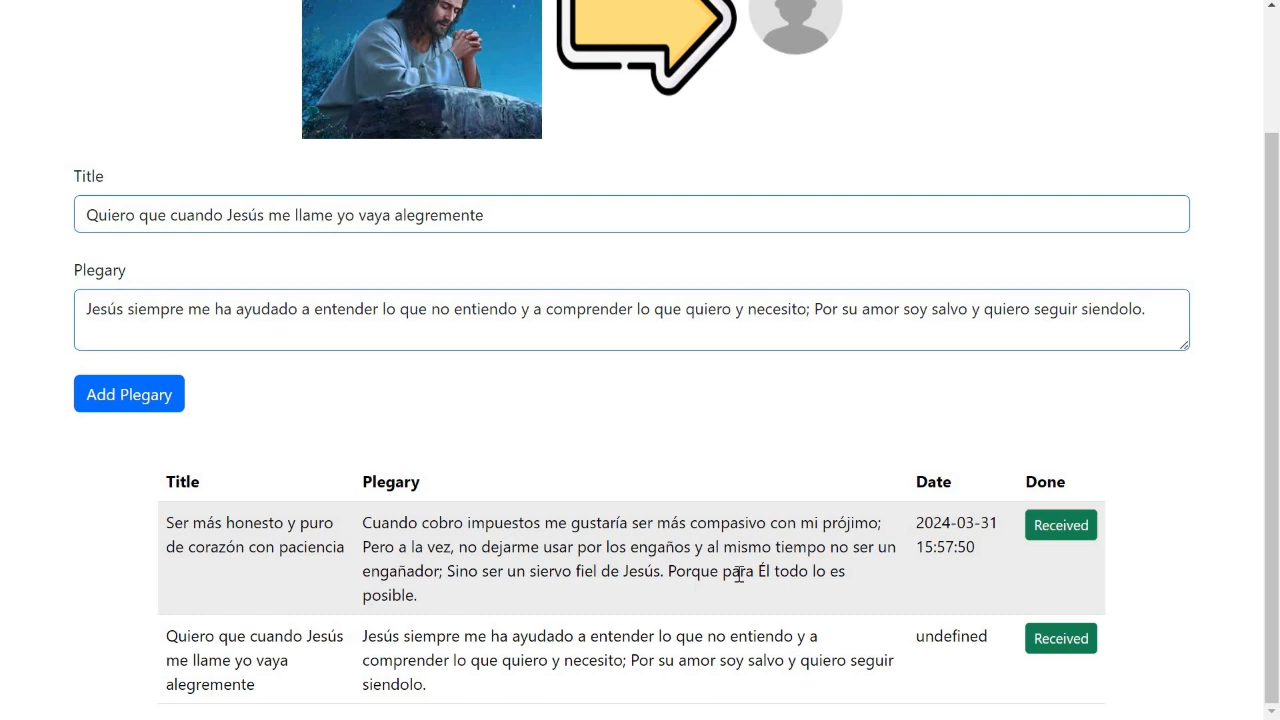 Title
Quiero que cuando Jesús me llame yo vaya alegremente
Plegary
Jesús siempre me ha ayudado a entender lo que no entiendo y a comprender lo que quiero y necesito; Por su amor soy salvo y quiero seguir siendolo.
Add Plegary
Title Plegary Date Done
Ser más honesto y puro
de corazón con paciencia
Cuando cobro impuestos me gustaría ser más compasivo con mi prójimo;
Pero a la vez, no dejarme usar por los engaños y al mismo tiempo no ser un
engañador; Sino ser un siervo fiel de Jesús. Porque para Él todo lo es
posible.
2024-03-31
15:57:50
Received
Quiero que cuando Jesús
me llame yo vaya
alegremente
Jesús siempre me ha ayudado a entender lo que no entiendo y a
comprender lo que quiero y necesito; Por su amor soy salvo y quiero seguir
siendolo.
undefined
Received